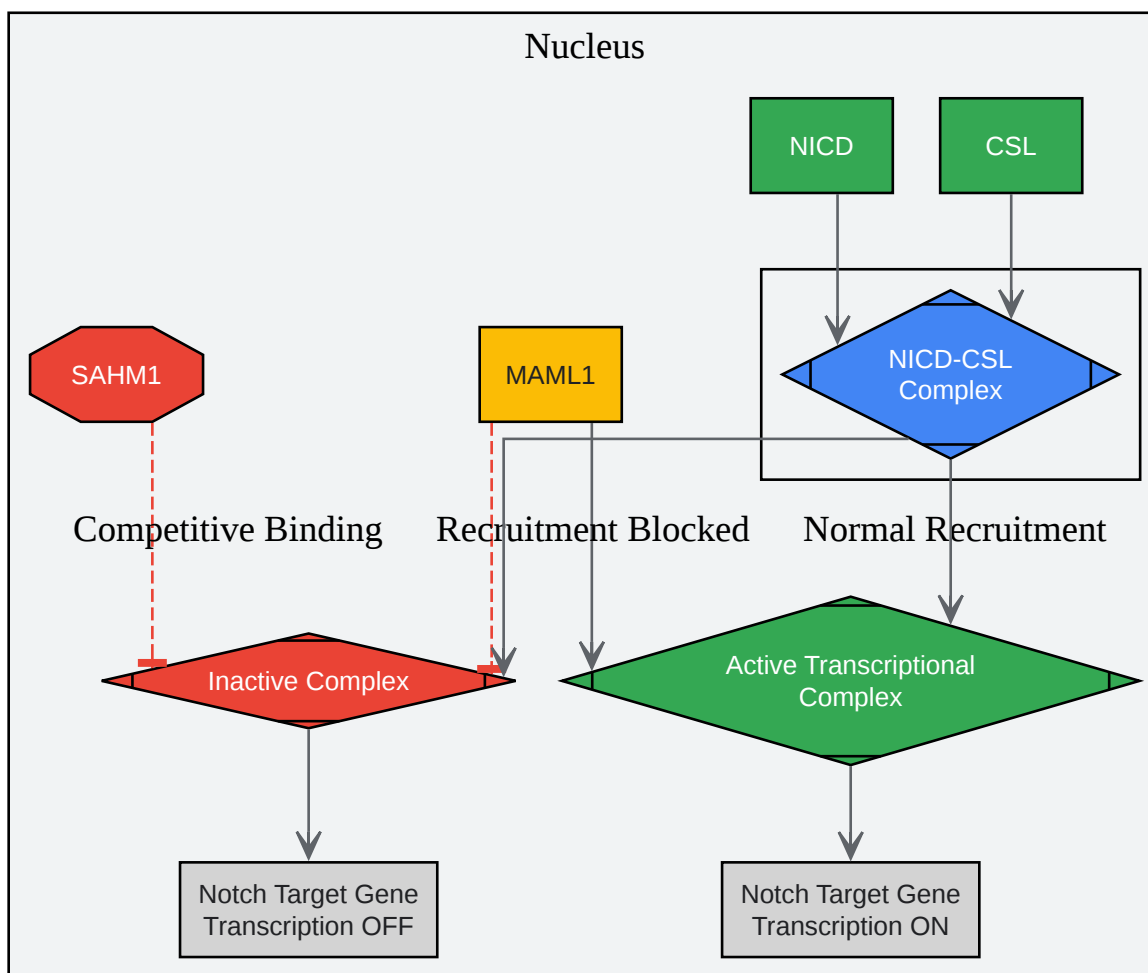 Nucleus
NICD
CSL
SAHM1
MAML1
NICD-CSL
Complex
Competitive Binding
Recruitment Blocked
Normal Recruitment
Inactive Complex
Active Transcriptional
Complex
Notch Target Gene
Transcription OFF
Notch Target Gene
Transcription ON